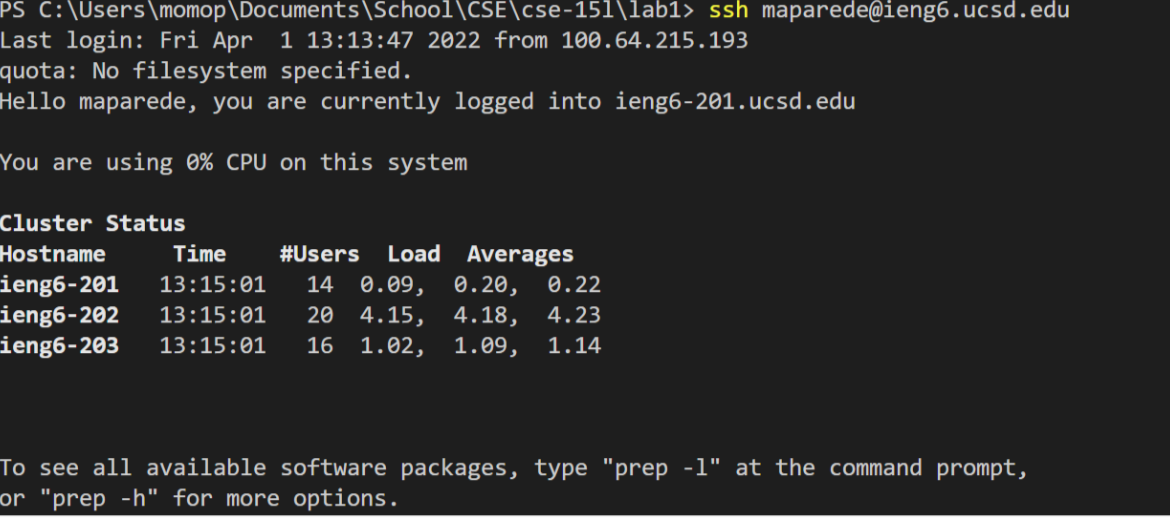 PS C:\Users\momop\Documents\School\CSE\cse-15l\lab1> ssh maparede@ieng6.ucsd.edu
Last login: Fri Apr  1 13:13:47 2022 from 100.64.215.193
quota: No filesystem specified.
Hello maparede, you are currently logged into ieng6-201.ucsd.edu
You are using 0% CPU on this system
Cluster Status
Hostname     Time    #Users  Load  Averages
ieng6-201   13:15:01   14  0.09,  0.20,  0.22
ieng6-202   13:15:01   20  4.15,  4.18,  4.23
ieng6-203   13:15:01   16  1.02,  1.09,  1.14
To see all available software packages, type "prep -l" at the command prompt,
or "prep -h" for more options.